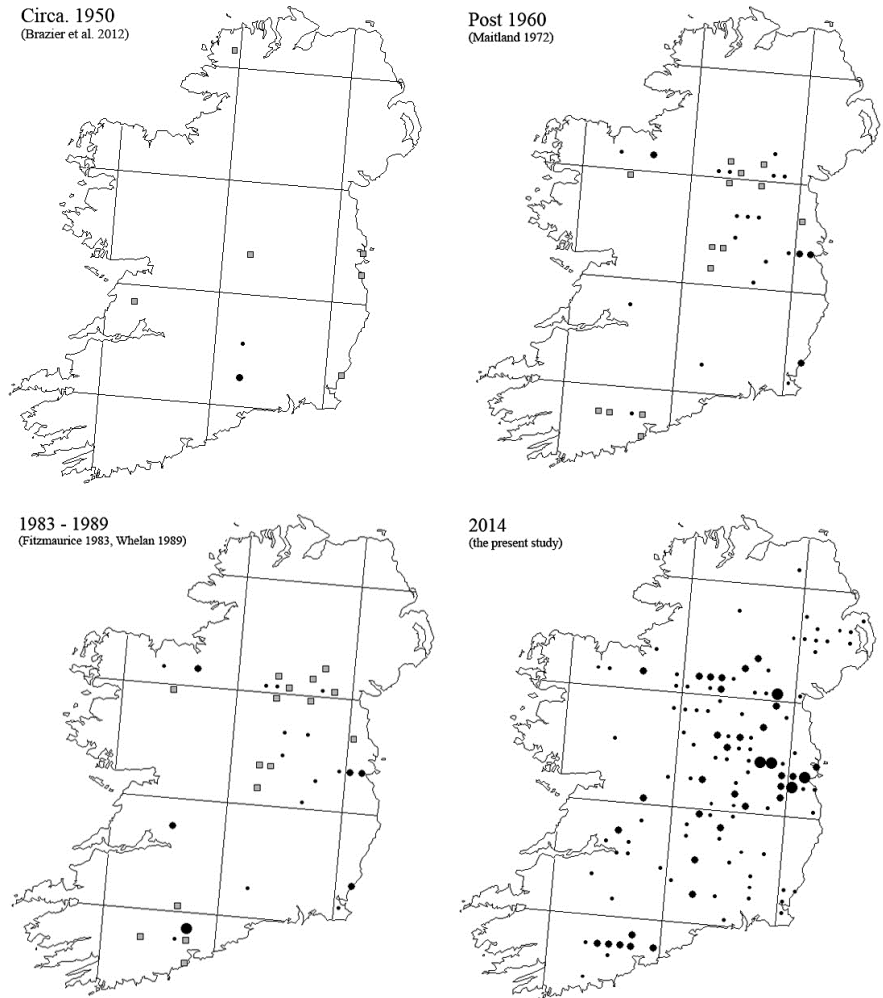 Circa. 1950
(Brazier et al. 2012)
Post 1960
(Maitland 1972)
1983 - 1989
(Fitzmaurice 1983, Whelan 1989)
2014
(the present study)